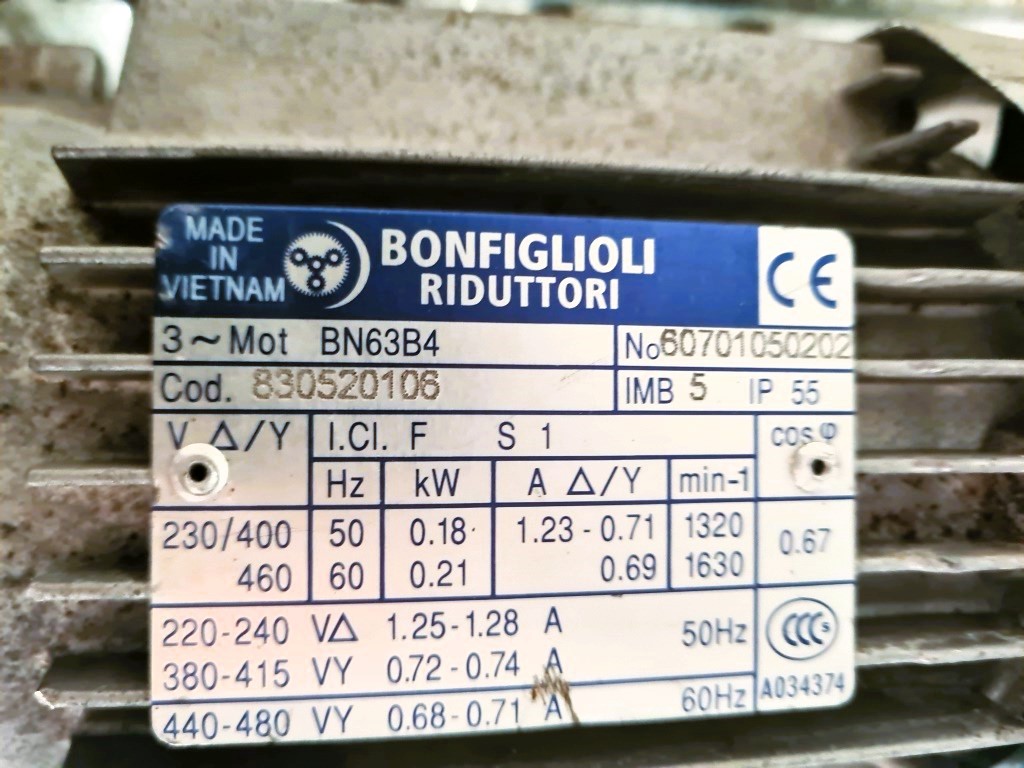 MADE
IN
VIETNAM
BONFIGLIOLI
RIDUTTORI
CE
3~Mot BN63B4 No 60701050202
Cod. 830520106 IMB 5 IP 55
V Δ/Y I.Cl. F S 1 cos φ
Hz kW A Δ/Y min-1
230/400 50 0.18 1.23-0.71 1320 0.67
460 60 0.21 0.69 1630
220-240 VΔ 1.25-1.28 A 50Hz CCC S
380-415 VY 0.72-0.74 A
440-480 VY 0.68-0.71 A 60Hz A034374